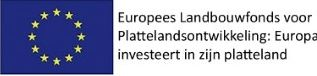 Europees Landbouwfonds voor
Plattelandsontwikkeling: Europa
investeert in zijn platteland